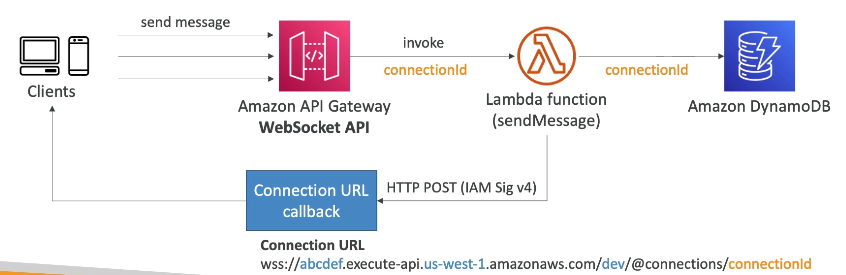 send message
invoke
connectionId
connectionId
Clients
Amazon API Gateway
WebSocket API
Lambda function
(sendMessage)
Amazon DynamoDB
Connection URL
callback
HTTP POST (IAM Sig v4)
Connection URL
wss://abcdef.execute-api.us-west-1.amazonaws.com/dev/@connections/connectionId